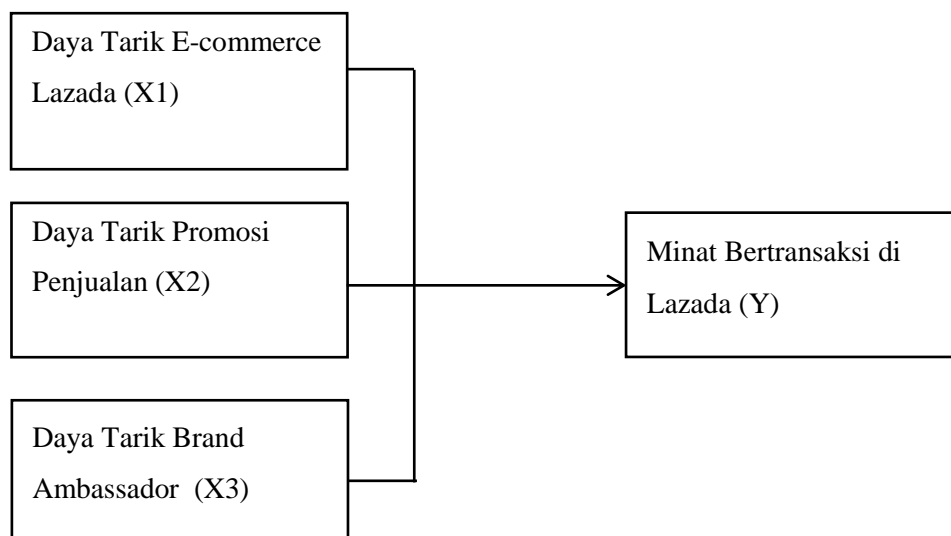 Daya Tarik E-commerce
Lazada (X1)
Daya Tarik Promosi
Penjualan (X2)
Minat Bertransaksi di
Lazada (Y)
Daya Tarik Brand
Ambassador (X3)